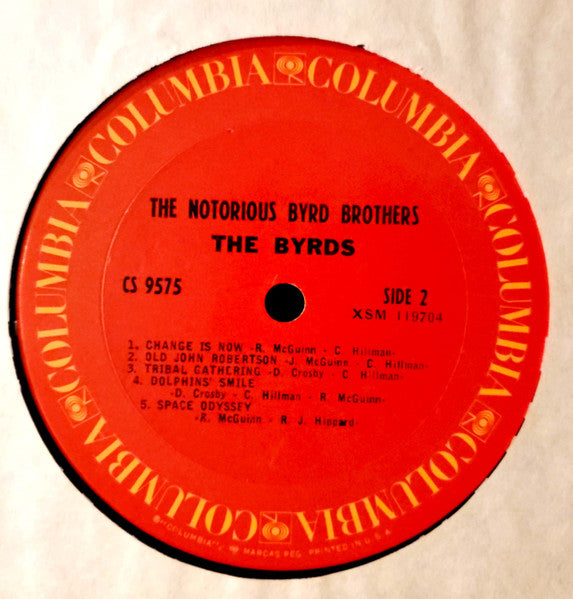 COLUMBIA COLUMBIA COLUMBIA COLUMBIA COLUMBIA COLUMBIA
THE NOTORIOUS BYRD BROTHERS
THE BYRDS
CS 9575
SIDE 2
XSM 119704
1. CHANGE IS NOW -R. McGuinn - C. Hillman-
2. OLD JOHN ROBERTSON -J. McGuinn - C. Hillman-
3. TRIBAL GATHERING -D. Crosby - C. Hillman-
4. DOLPHINS' SMILE
-D. Crosby - C. Hillman - R. McGuinn-
5. SPACE ODYSSEY
-R. McGuinn - R. J. Hippard-
"COLUMBIA", MARCAS REG. PRINTED IN U.S.A.